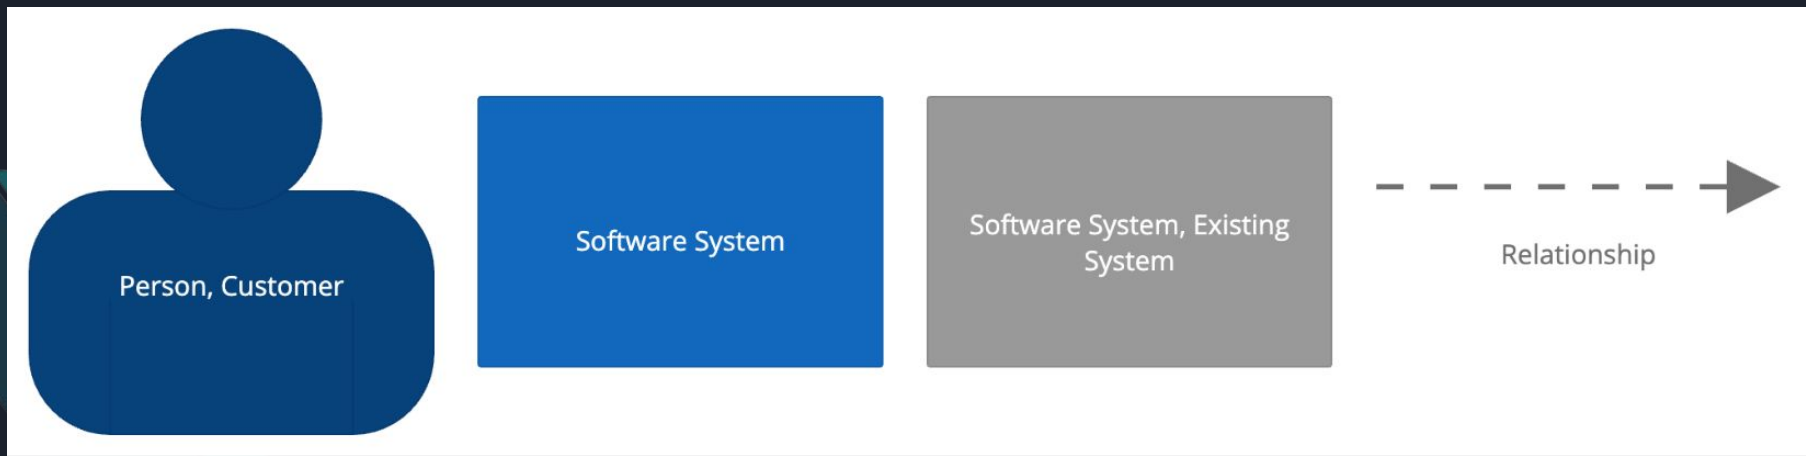 Person, Customer
Software System
Software System, Existing
System
Relationship